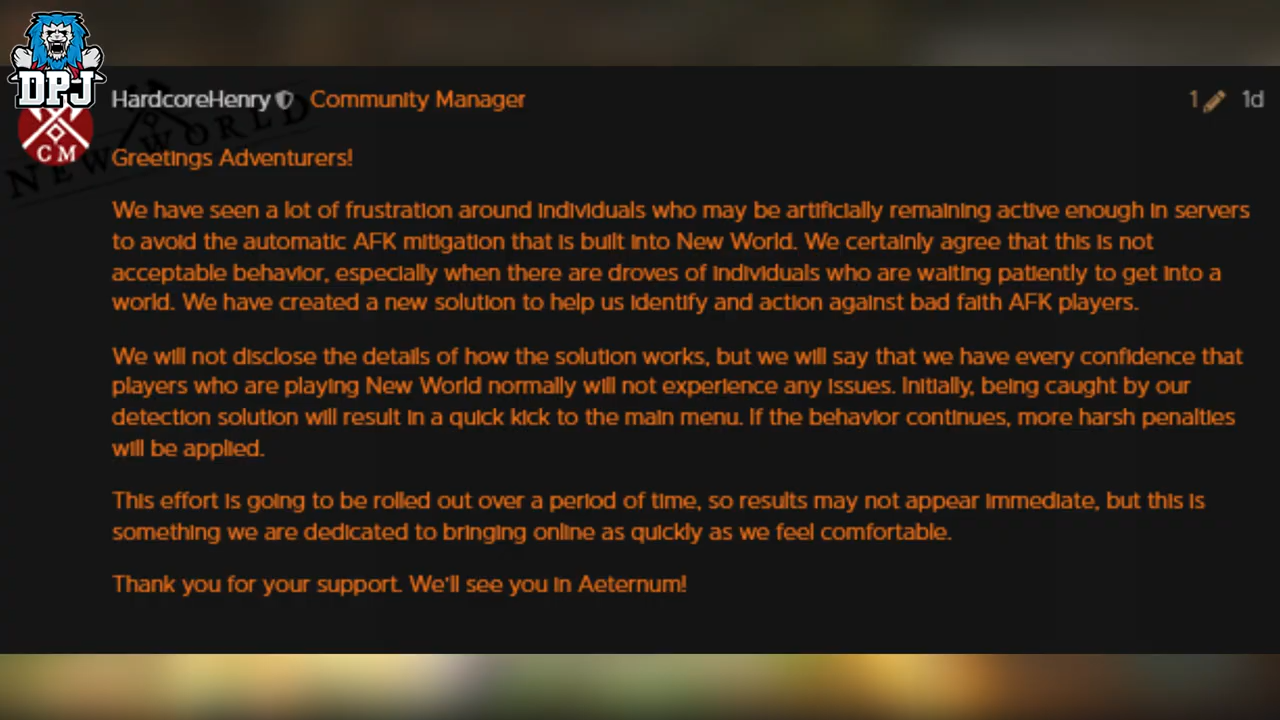 DPJ
HardcoreHenry Community Manager 1 1d
CM
NEW WORLD
Greetings Adventurers!
We have seen a lot of frustration around individuals who may be artificially remaining active enough in servers
to avoid the automatic AFK mitigation that is built into New World. We certainly agree that this is not
acceptable behavior, especially when there are droves of individuals who are waiting patiently to get into a
world. We have created a new solution to help us identify and action against bad faith AFK players.
We will not disclose the details of how the solution works, but we will say that we have every confidence that
players who are playing New World normally will not experience any issues. Initially, being caught by our
detection solution will result in a quick kick to the main menu. If the behavior continues, more harsh penalties
will be applied.
This effort is going to be rolled out over a period of time, so results may not appear immediate, but this is
something we are dedicated to bringing online as quickly as we feel comfortable.
Thank you for your support. We'll see you in Aeternum!